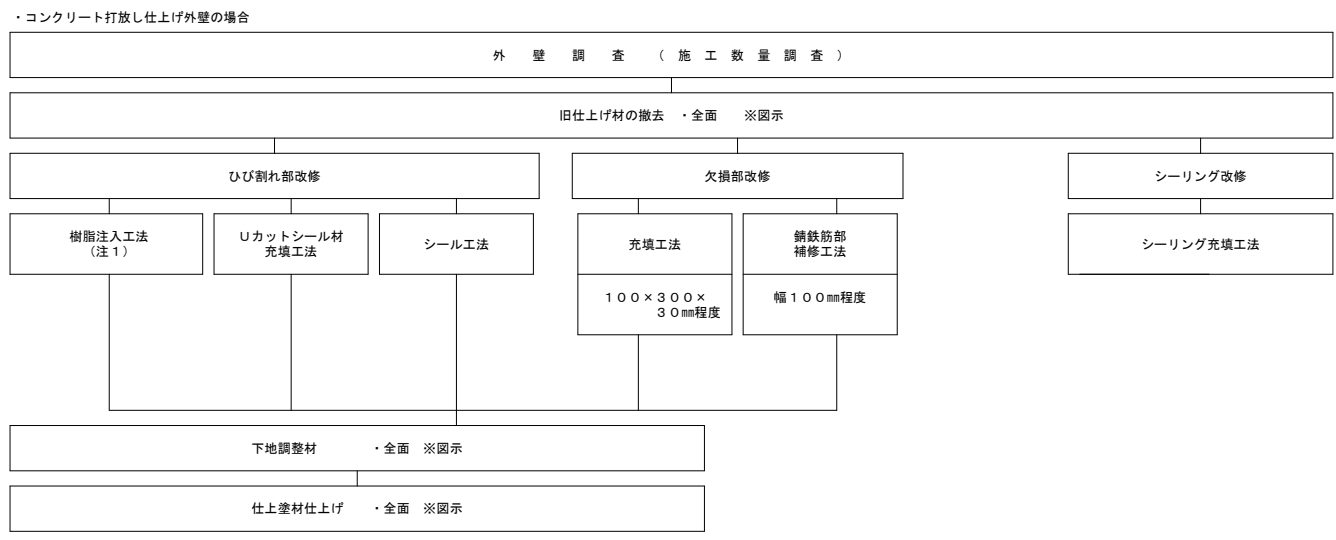 ・コンクリート打放し仕上げ外壁の場合
外　壁　調　査　（　施　工　数　量　調　査　）
旧仕上げ材の撤去　・全面　　※図示
ひび割れ部改修
欠損部改修
シーリング改修
樹脂注入工法
（注１）
Ｕカットシール材
充填工法
シール工法
充填工法
錆鉄筋部
補修工法
シーリング充填工法
１００×３００×
３０㎜程度
幅１００㎜程度
下地調整材　　　　・全面　※図示
仕上塗材仕上げ　　・全面　※図示